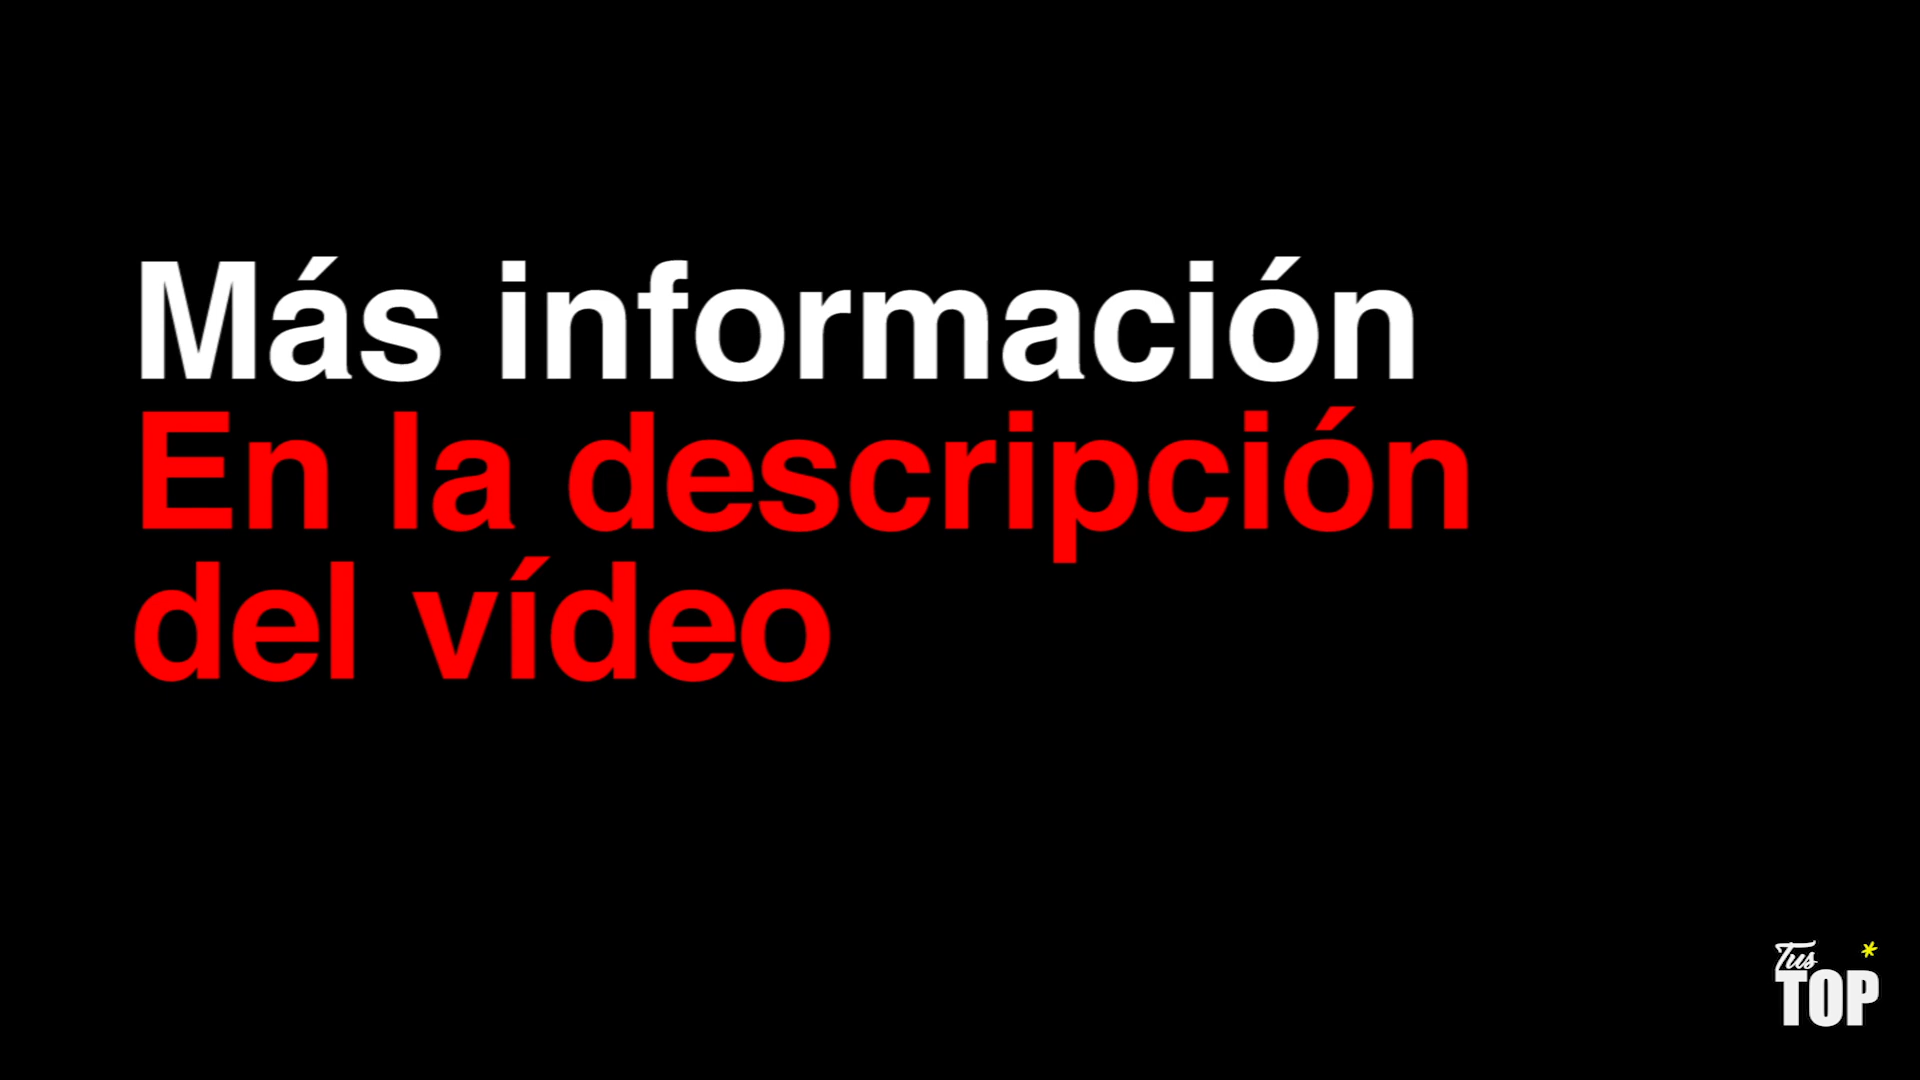 Más información
En la descripción
del vídeo
Tus
TOP